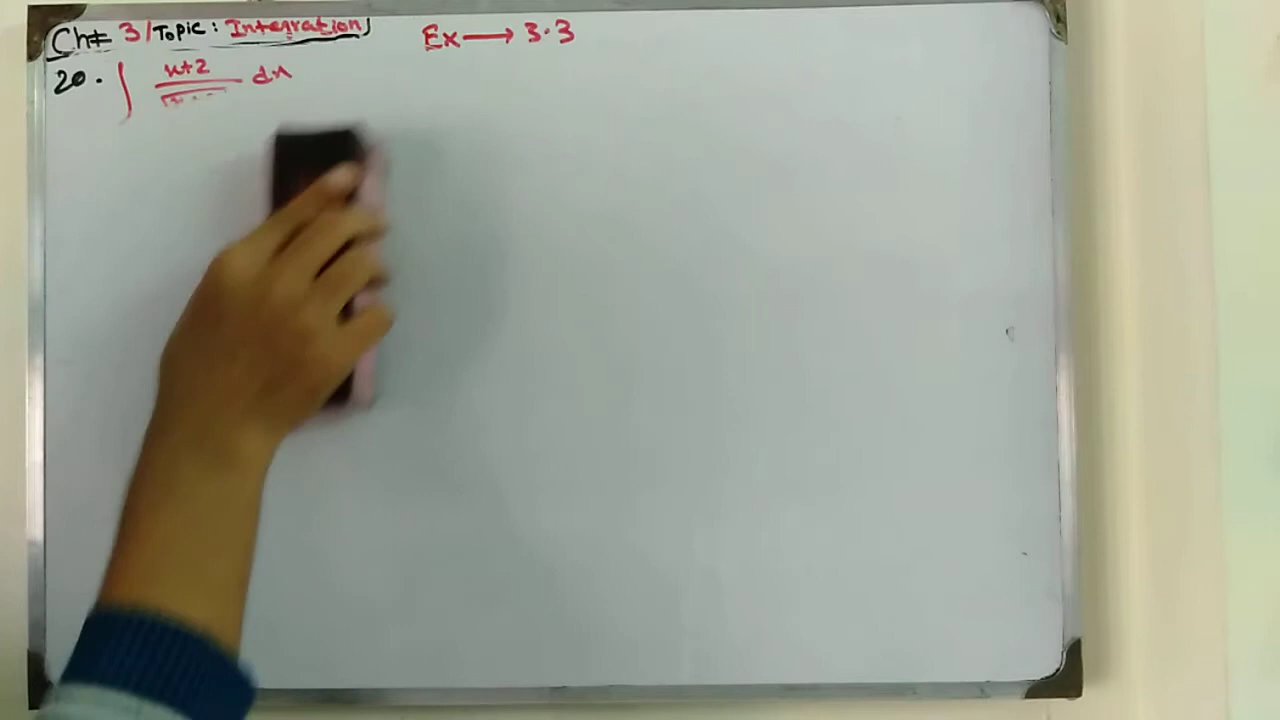 Ch# 3/Topic: Integration Ex → 3.3
20. ∫ x+2 / √ dx